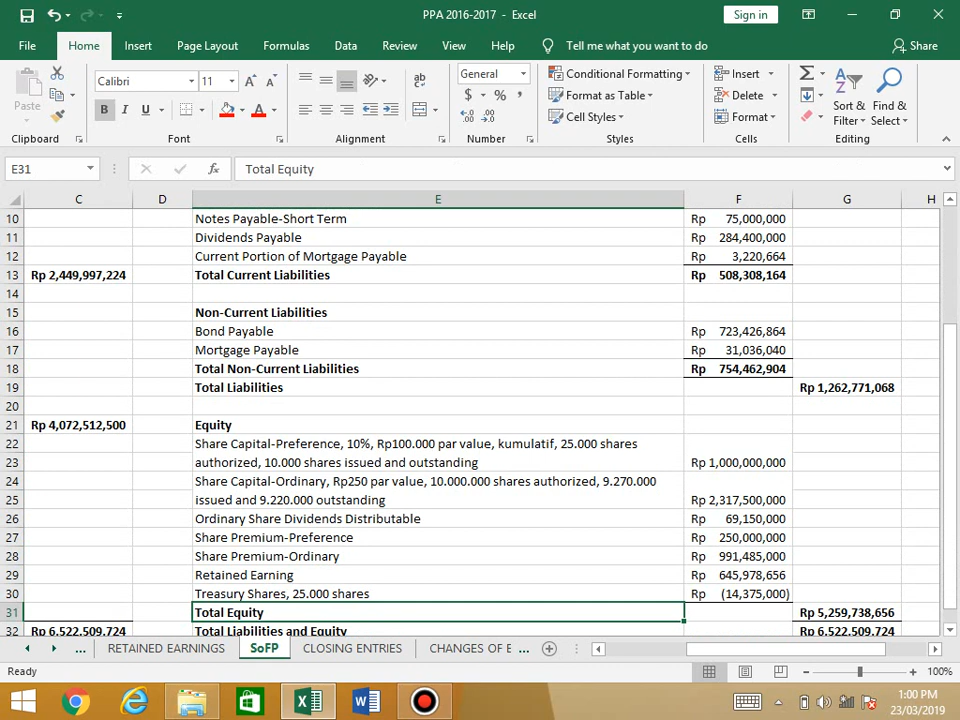 PPA 2016-2017 - Excel
Sign in
File Home Insert Page Layout Formulas Data Review View Help Tell me what you want to do Share
Calibri 11 General Conditional Formatting Insert
Paste Format as Table Delete Sort & Find &
Cell Styles Format Filter Select
Clipboard Font Alignment Number Styles Cells Editing
E31 fx Total Equity
C D E F G H
10 Notes Payable-Short Term Rp 75,000,000
11 Dividends Payable Rp 284,400,000
12 Current Portion of Mortgage Payable Rp 3,220,664
13 Rp 2,449,997,224 Total Current Liabilities Rp 508,308,164
14
15 Non-Current Liabilities
16 Bond Payable Rp 723,426,864
17 Mortgage Payable Rp 31,036,040
18 Total Non-Current Liabilities Rp 754,462,904
19 Total Liabilities Rp 1,262,771,068
20
21 Rp 4,072,512,500 Equity
22 Share Capital-Preference, 10%, Rp100.000 par value, kumulatif, 25.000 shares
23 authorized, 10.000 shares issued and outstanding Rp 1,000,000,000
24 Share Capital-Ordinary, Rp250 par value, 10.000.000 shares authorized, 9.270.000
25 issued and 9.220.000 outstanding Rp 2,317,500,000
26 Ordinary Share Dividends Distributable Rp 69,150,000
27 Share Premium-Preference Rp 250,000,000
28 Share Premium-Ordinary Rp 991,485,000
29 Retained Earning Rp 645,978,656
30 Treasury Shares, 25.000 shares Rp (14,375,000)
31 Total Equity Rp 5,259,738,656
32 Rp 6,522,509,724 Total Liabilities and Equity Rp 6,522,509,724
... RETAINED EARNINGS SoFP CLOSING ENTRIES CHANGES OF E ...
Ready 100%
1:00 PM
23/03/2019